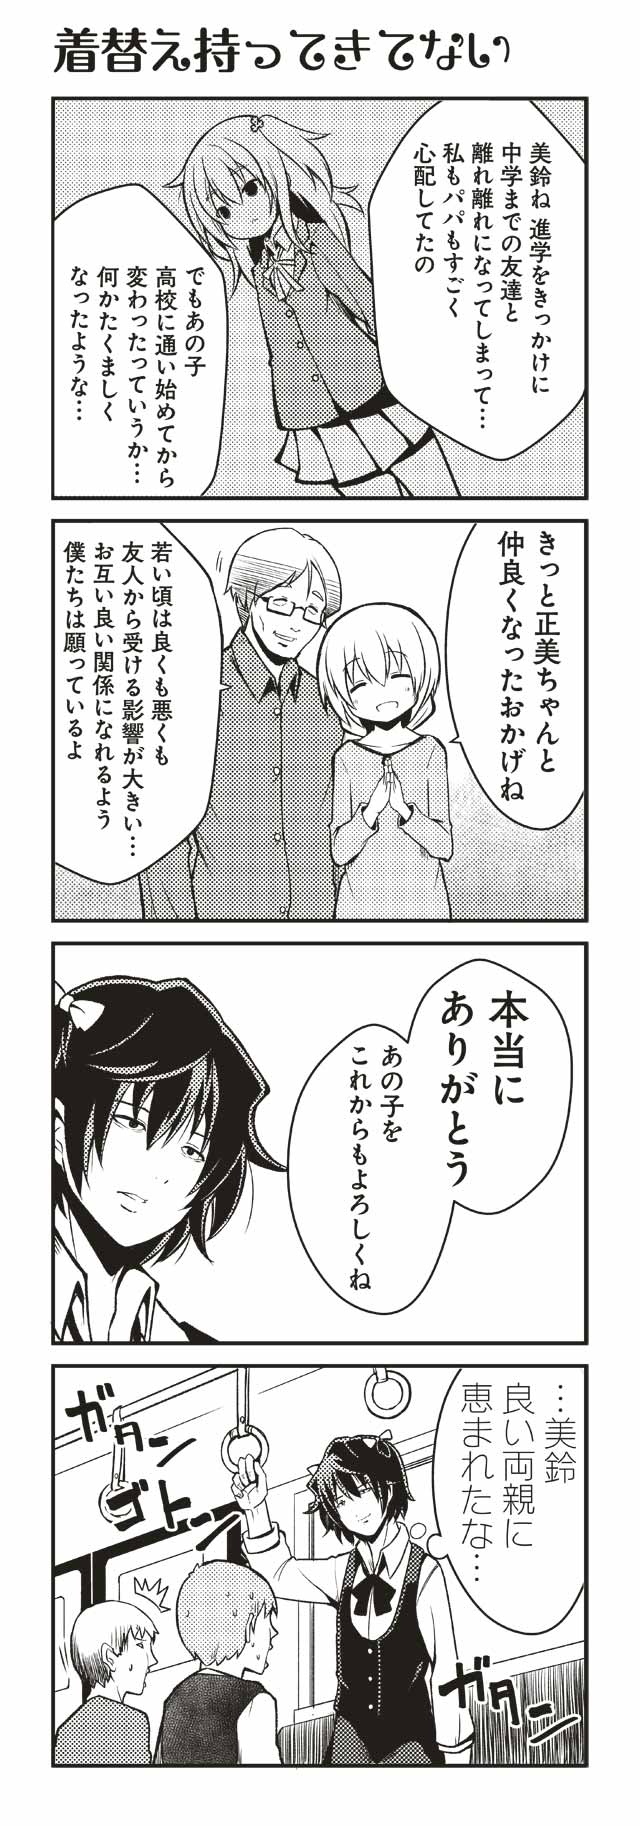 着替え持ってきてない
美鈴ね 進学をきっかけに
中学までの友達と
離れ離れになってしまって…
私もパパもすごく
心配してたの
でもあの子
高校に通い始めてから
変わったっていうか…
何かたくましく
なったような…
きっと正美ちゃんと
仲良くなったおかげね
若い頃は良くも悪くも
友人から受ける影響が大きい…
お互い良い関係になれるよう
僕たちは願っているよ
本当に
ありがとう
あの子を
これからもよろしくね
…美鈴
良い両親に
恵まれたな…
ガタン
ゴトーン
ガタン